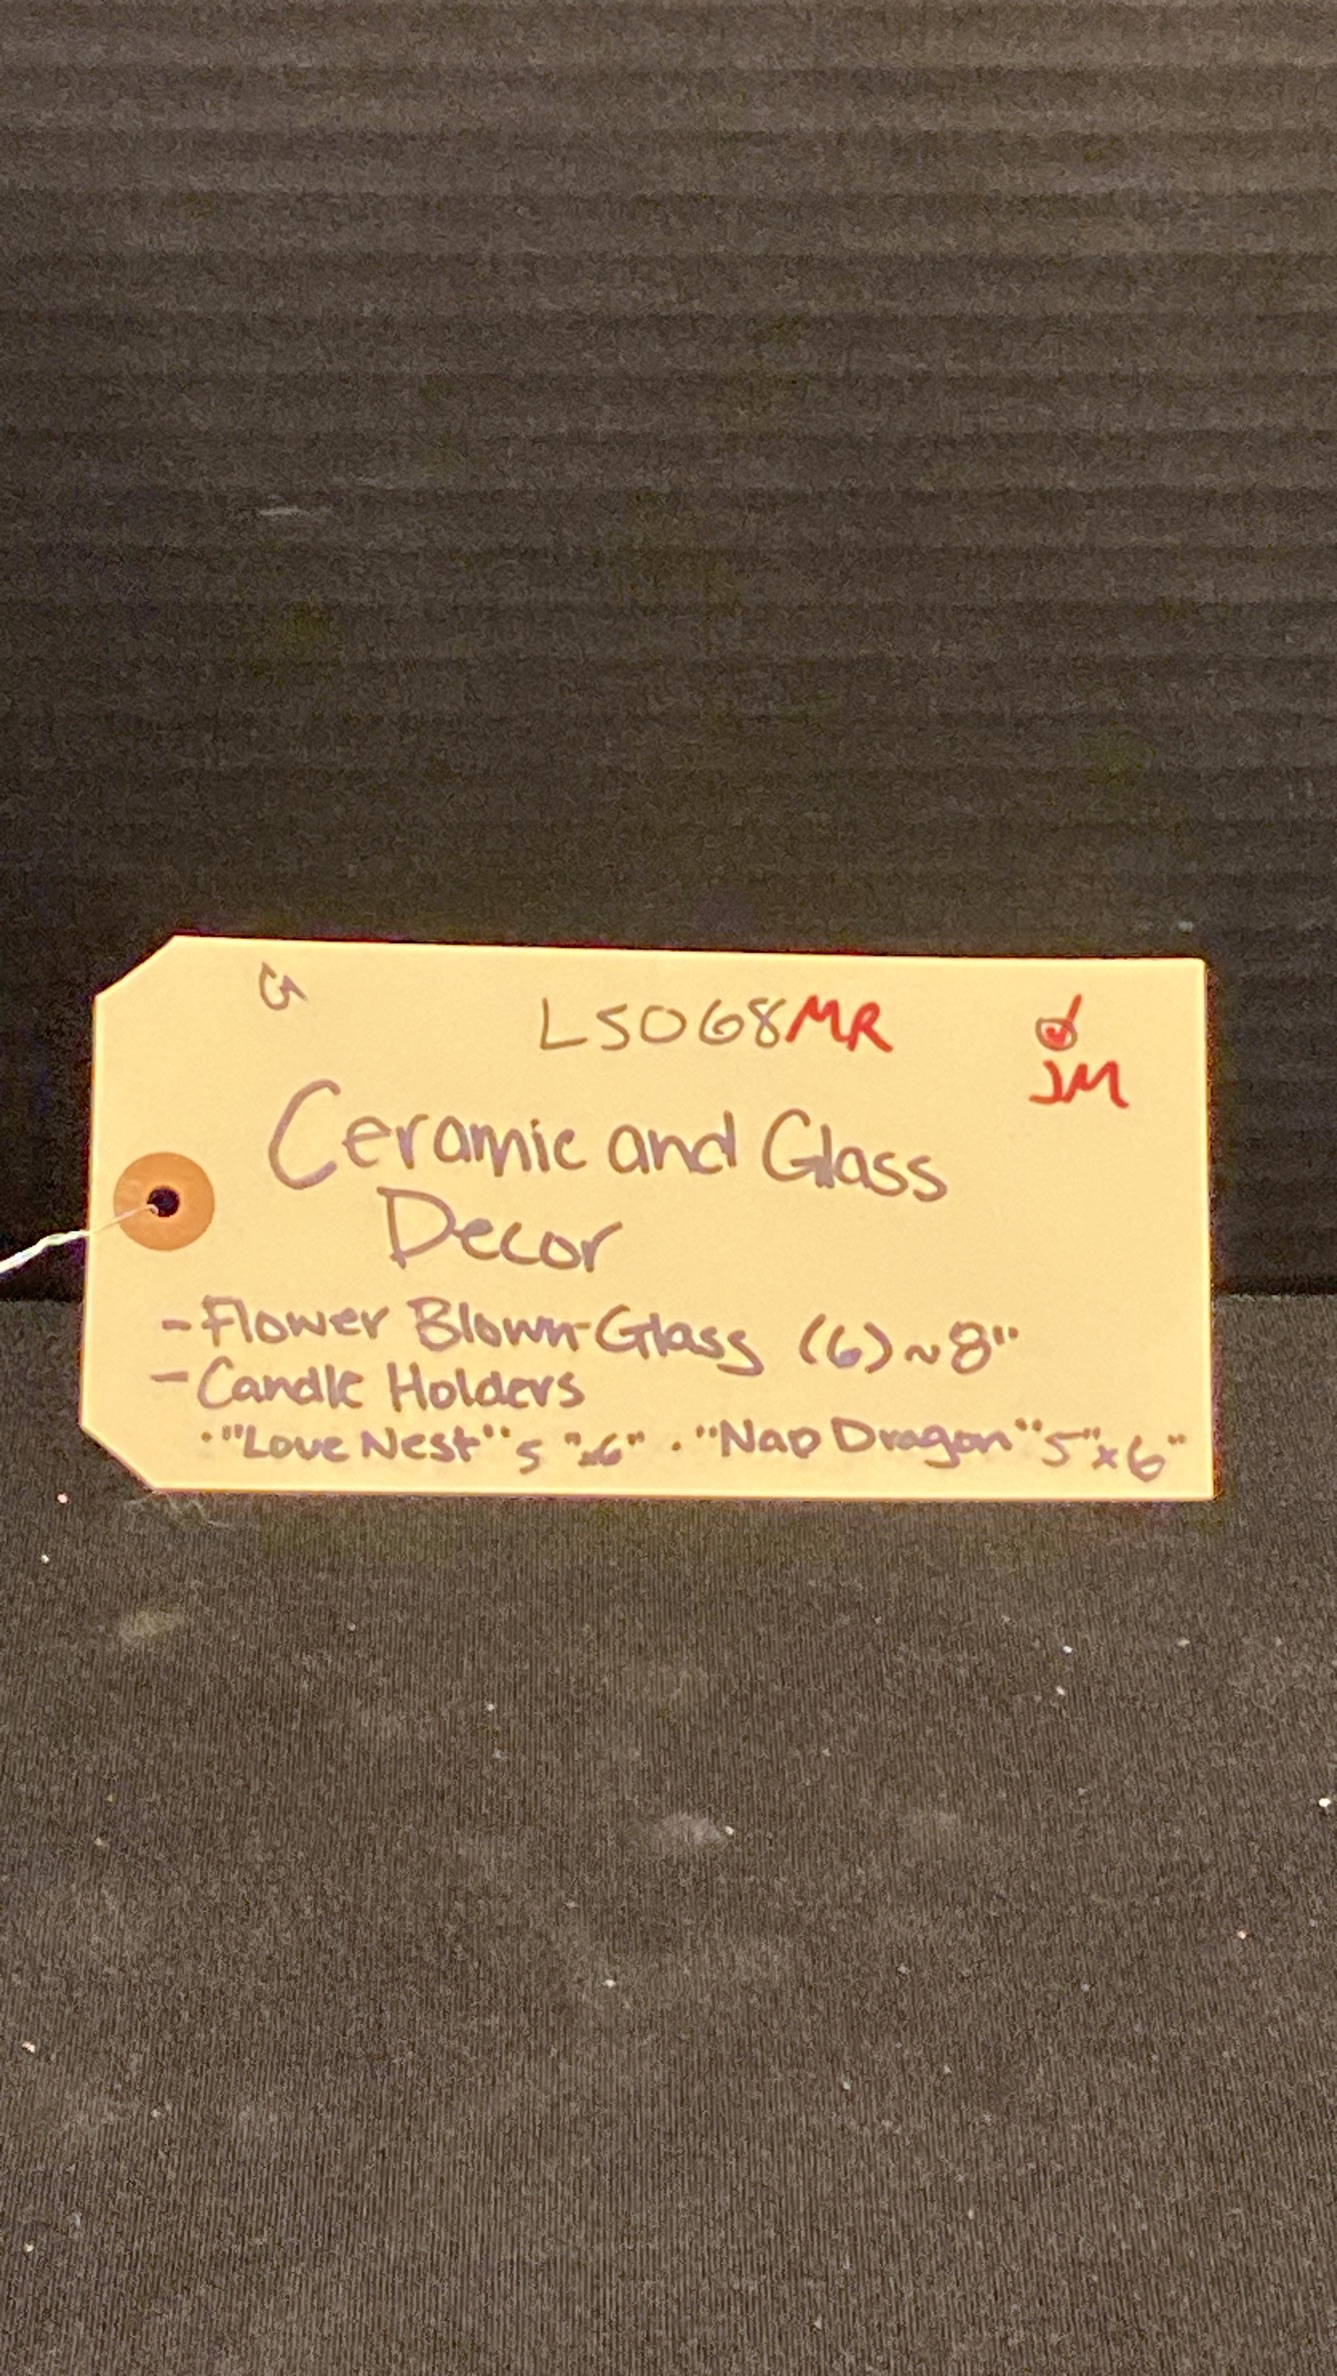 G
LS068MR
JM
Ceramic and Glass
Decor
- Flower Blown-Glass (6) ~ 8"
- Candle Holders
· "Love Nest" 5"x6" · "Nap Dragon" 5"x6"